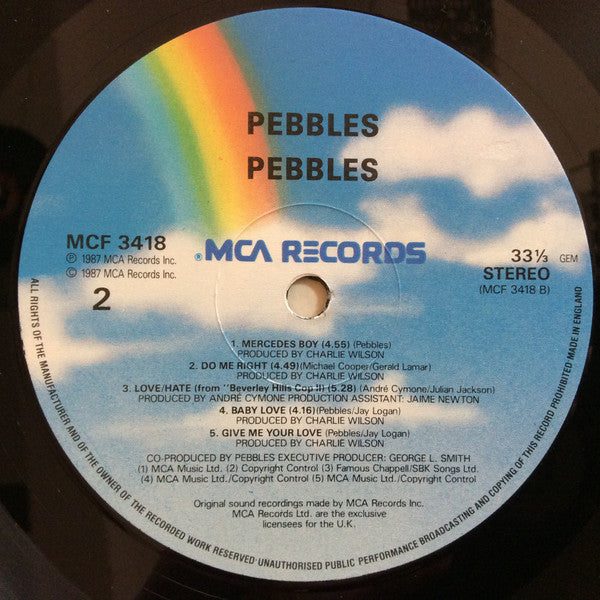 PEBBLES
PEBBLES
MCF 3418
℗ 1987 MCA Records Inc.
© 1987 MCA Records Inc.
2
® MCA RECORDS
33⅓ GEM
STEREO
(MCF 3418 B)
1. MERCEDES BOY (4.55) (Pebbles)
PRODUCED BY CHARLIE WILSON
2. DO ME RIGHT (4.49)(Michael Cooper/Gerald Lamar)
PRODUCED BY CHARLIE WILSON
3. LOVE/HATE (from "Beverley Hills Cop II) (5.28) (André Cymone/Julian Jackson)
PRODUCED BY ANDRÉ CYMONE PRODUCTION ASSISTANT: JAIME NEWTON
4. BABY LOVE (4.16)(Pebbles/Jay Logan)
PRODUCED BY CHARLIE WILSON
5. GIVE ME YOUR LOVE (Pebbles/Jay Logan)
PRODUCED BY CHARLIE WILSON
CO-PRODUCED BY PEBBLES EXECUTIVE PRODUCER: GEORGE L. SMITH
(1) MCA Music Ltd. (2) Copyright Control (3) Famous Chappell/SBK Songs Ltd.
(4) MCA Music Ltd./Copyright Control (5) MCA Music Ltd./Copyright Control
Original sound recordings made by MCA Records Inc.
MCA Records Ltd. are the exclusive
licensees for the U.K.
ALL RIGHTS OF THE MANUFACTURER AND OF THE OWNER OF THE RECORDED WORK RESERVED UNAUTHORISED PUBLIC PERFORMANCE BROADCASTING AND COPYING OF THIS RECORD PROHIBITED MADE IN ENGLAND